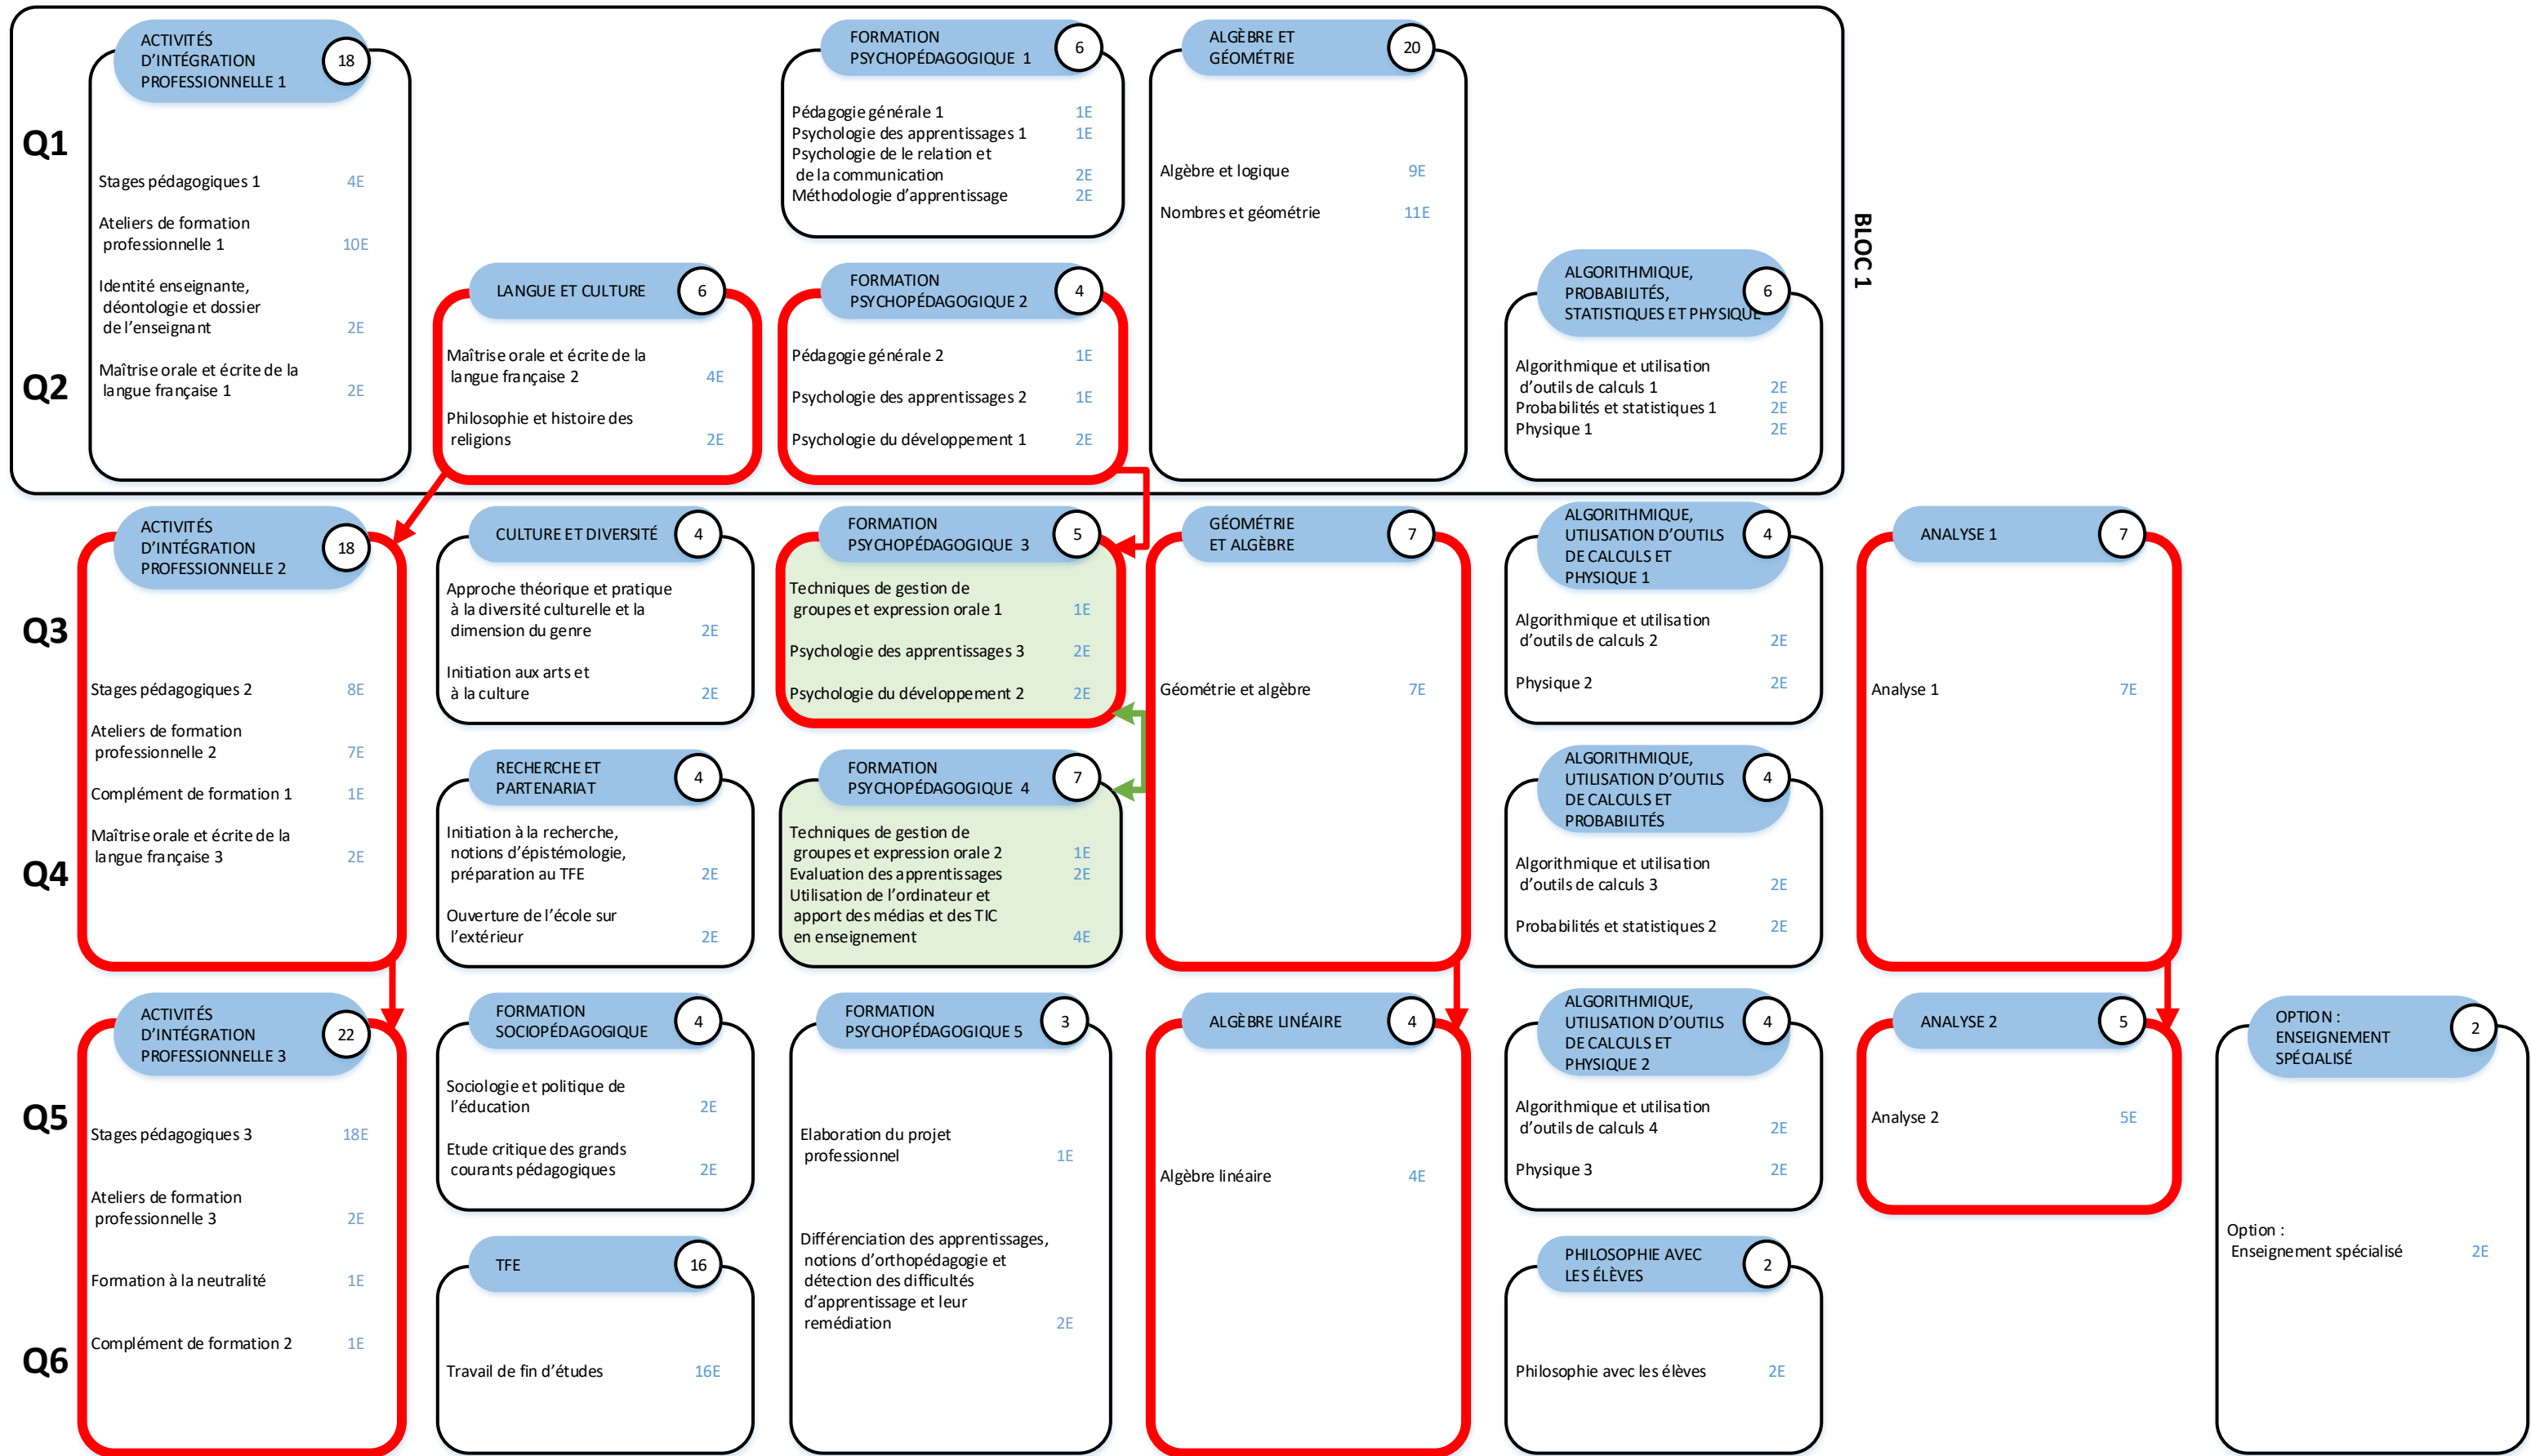 Q1
ACTIVITÉS
D'INTÉGRATION
PROFESSIONNELLE 1
18
Stages pédagogiques 1 4E
Ateliers de formation
professionnelle 1 10E
Identité enseignante,
déontologie et dossier
de l'enseignant 2E
Maîtrise orale et écrite de la
langue française 1 2E
FORMATION
PSYCHOPÉDAGOGIQUE 1
6
Pédagogie générale 1 1E
Psychologie des apprentissages 1 1E
Psychologie de le relation et
de la communication 2E
Méthodologie d'apprentissage 2E
ALGÈBRE ET
GÉOMÉTRIE
20
Algèbre et logique 9E
Nombres et géométrie 11E
BLOC 1
Q2
LANGUE ET CULTURE
6
Maîtrise orale et écrite de la
langue française 2 4E
Philosophie et histoire des
religions 2E
FORMATION
PSYCHOPÉDAGOGIQUE 2
4
Pédagogie générale 2 1E
Psychologie des apprentissages 2 1E
Psychologie du développement 1 2E
ALGORITHMIQUE,
PROBABILITÉS,
STATISTIQUES ET PHYSIQUE
6
Algorithmique et utilisation
d'outils de calculs 1 2E
Probabilités et statistiques 1 2E
Physique 1 2E
Q3
ACTIVITÉS
D'INTÉGRATION
PROFESSIONNELLE 2
18
Stages pédagogiques 2 8E
Ateliers de formation
professionnelle 2 7E
Complément de formation 1 1E
Maîtrise orale et écrite de la
langue française 3 2E
CULTURE ET DIVERSITÉ
4
Approche théorique et pratique
à la diversité culturelle et la
dimension du genre 2E
Initiation aux arts et
à la culture 2E
FORMATION
PSYCHOPÉDAGOGIQUE 3
5
Techniques de gestion de
groupes et expression orale 1 1E
Psychologie des apprentissages 3 2E
Psychologie du développement 2 2E
GÉOMÉTRIE
ET ALGÈBRE
7
Géométrie et algèbre 7E
ALGORITHMIQUE,
UTILISATION D'OUTILS
DE CALCULS ET
PHYSIQUE 1
4
Algorithmique et utilisation
d'outils de calculs 2 2E
Physique 2 2E
ANALYSE 1
7
Analyse 1 7E
Q4
RECHERCHE ET
PARTENARIAT
4
Initiation à la recherche,
notions d'épistémologie,
préparation au TFE 2E
Ouverture de l'école sur
l'extérieur 2E
FORMATION
PSYCHOPÉDAGOGIQUE 4
7
Techniques de gestion de
groupes et expression orale 2 1E
Evaluation des apprentissages 2E
Utilisation de l'ordinateur et
apport des médias et des TIC
en enseignement 4E
ALGORITHMIQUE,
UTILISATION D'OUTILS
DE CALCULS ET
PROBABILITÉS
4
Algorithmique et utilisation
d'outils de calculs 3 2E
Probabilités et statistiques 2 2E
Q5
ACTIVITÉS
D'INTÉGRATION
PROFESSIONNELLE 3
22
Stages pédagogiques 3 18E
Ateliers de formation
professionnelle 3 2E
Formation à la neutralité 1E
Complément de formation 2 1E
FORMATION
SOCIOPÉDAGOGIQUE
4
Sociologie et politique de
l'éducation 2E
Etude critique des grands
courants pédagogiques 2E
FORMATION
PSYCHOPÉDAGOGIQUE 5
3
Elaboration du projet
professionnel 1E
Différenciation des apprentissages,
notions d'orthopédagogie et
détection des difficultés
d'apprentissage et leur
remédiation 2E
ALGÈBRE LINÉAIRE
4
Algèbre linéaire 4E
ALGORITHMIQUE,
UTILISATION D'OUTILS
DE CALCULS ET
PHYSIQUE 2
4
Algorithmique et utilisation
d'outils de calculs 4 2E
Physique 3 2E
ANALYSE 2
5
Analyse 2 5E
OPTION :
ENSEIGNEMENT
SPÉCIALISÉ
2
Option :
Enseignement spécialisé 2E
Q6
TFE
16
Travail de fin d'études 16E
PHILOSOPHIE AVEC
LES ÉLÈVES
2
Philosophie avec les élèves 2E